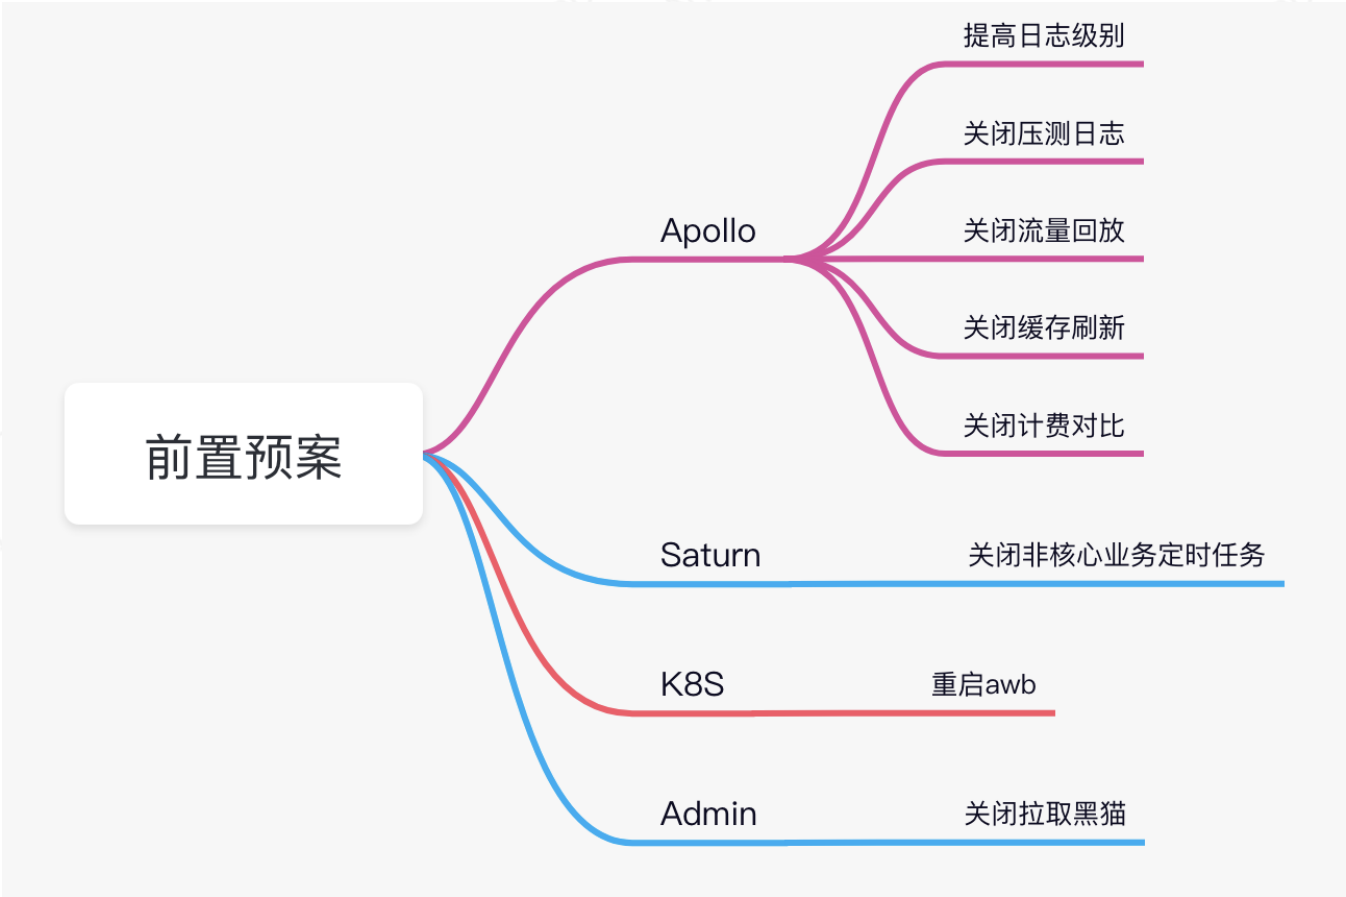 前置预案
Apollo
提高日志级别
关闭压测日志
关闭流量回放
关闭缓存刷新
关闭计费对比
Saturn
关闭非核心业务定时任务
K8S
重启awb
Admin
关闭拉取黑猫